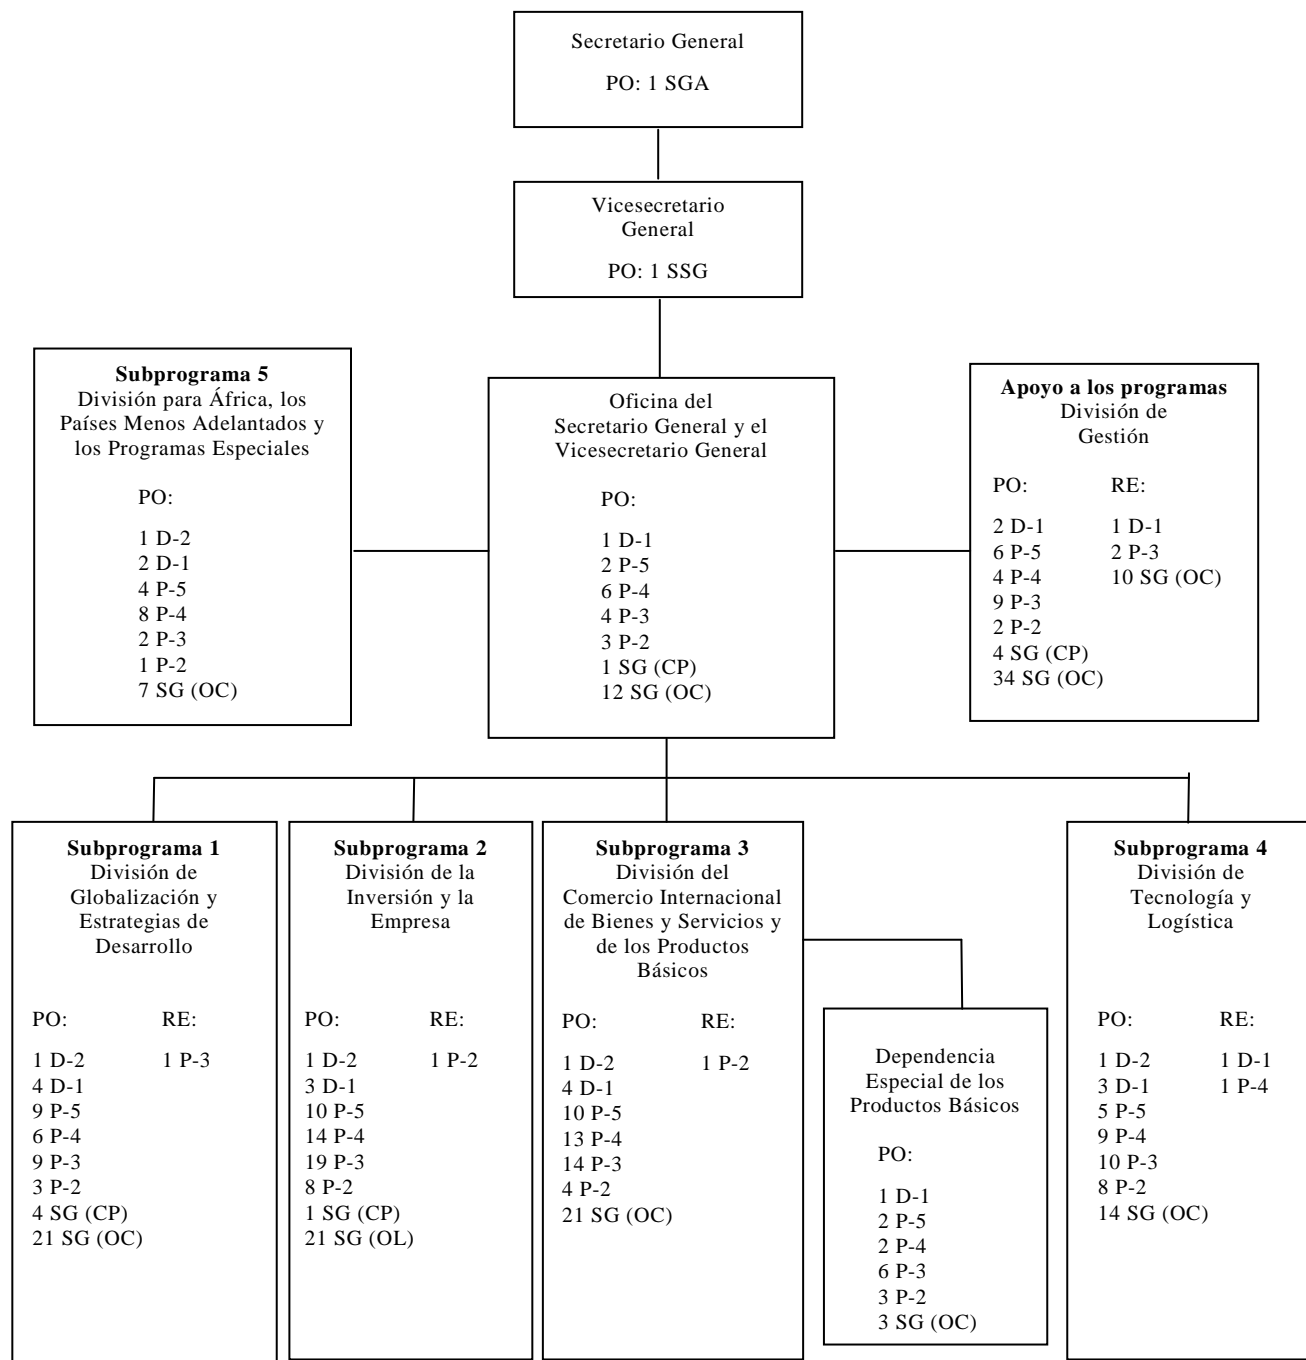 Secretario General
PO: 1 SGA
Vicesecretario
General
PO: 1 SSG
Subprograma 5
División para África, los
Países Menos Adelantados y
los Programas Especiales
PO:
1 D-2
2 D-1
4 P-5
8 P-4
2 P-3
1 P-2
7 SG (OC)
Oficina del
Secretario General y el
Vicesecretario General
PO:
1 D-1
2 P-5
6 P-4
4 P-3
3 P-2
1 SG (CP)
12 SG (OC)
Apoyo a los programas
División de
Gestión
PO:
2 D-1
6 P-5
4 P-4
9 P-3
2 P-2
4 SG (CP)
34 SG (OC)
RE:
1 D-1
2 P-3
10 SG (OC)
Subprograma 1
División de
Globalización y
Estrategias de
Desarrollo
PO:
1 D-2
4 D-1
9 P-5
6 P-4
9 P-3
3 P-2
4 SG (CP)
21 SG (OC)
RE:
1 P-3
Subprograma 2
División de la
Inversión y la
Empresa
PO:
1 D-2
3 D-1
10 P-5
14 P-4
19 P-3
8 P-2
1 SG (CP)
21 SG (OL)
RE:
1 P-2
Subprograma 3
División del
Comercio Internacional
de Bienes y Servicios y
de los Productos
Básicos
PO:
1 D-2
4 D-1
10 P-5
13 P-4
14 P-3
4 P-2
21 SG (OC)
RE:
1 P-2
Dependencia
Especial de los
Productos Básicos
PO:
1 D-1
2 P-5
2 P-4
6 P-3
3 P-2
3 SG (OC)
Subprograma 4
División de
Tecnología y
Logística
PO:
1 D-2
3 D-1
5 P-5
9 P-4
10 P-3
8 P-2
14 SG (OC)
RE:
1 D-1
1 P-4